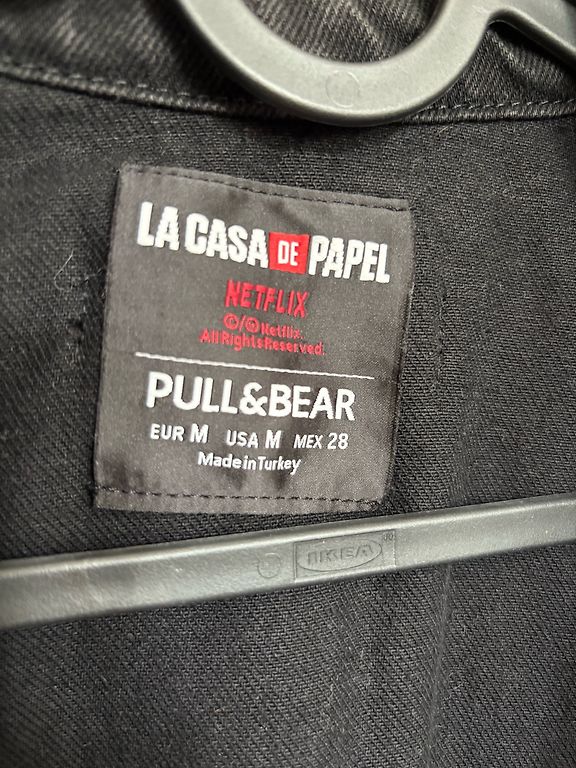 LA CASA DE PAPEL
NETFLIX
©/® Netflix.
All Rights Reserved.
PULL&BEAR
EUR M USA M MEX 28
Made in Turkey
IKEA